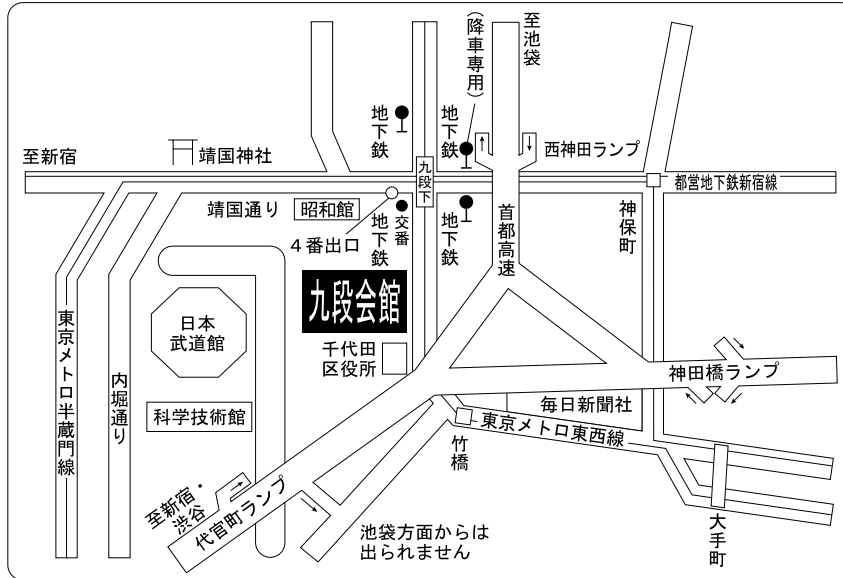 至池袋
(降車専用)
地下鉄
地下鉄
至新宿
靖国神社
西神田ランプ
九段下
都営地下鉄新宿線
靖国通り
昭和館
4番出口
交番
地下鉄
地下鉄
首都高速
神保町
九段会館
日本
武道館
千代田
区役所
東京メトロ半蔵門線
内堀通り
科学技術館
神田橋ランプ
毎日新聞社
東京メトロ東西線
竹橋
至新宿・
渋谷
代官町ランプ
池袋方面からは
出られません
大手町